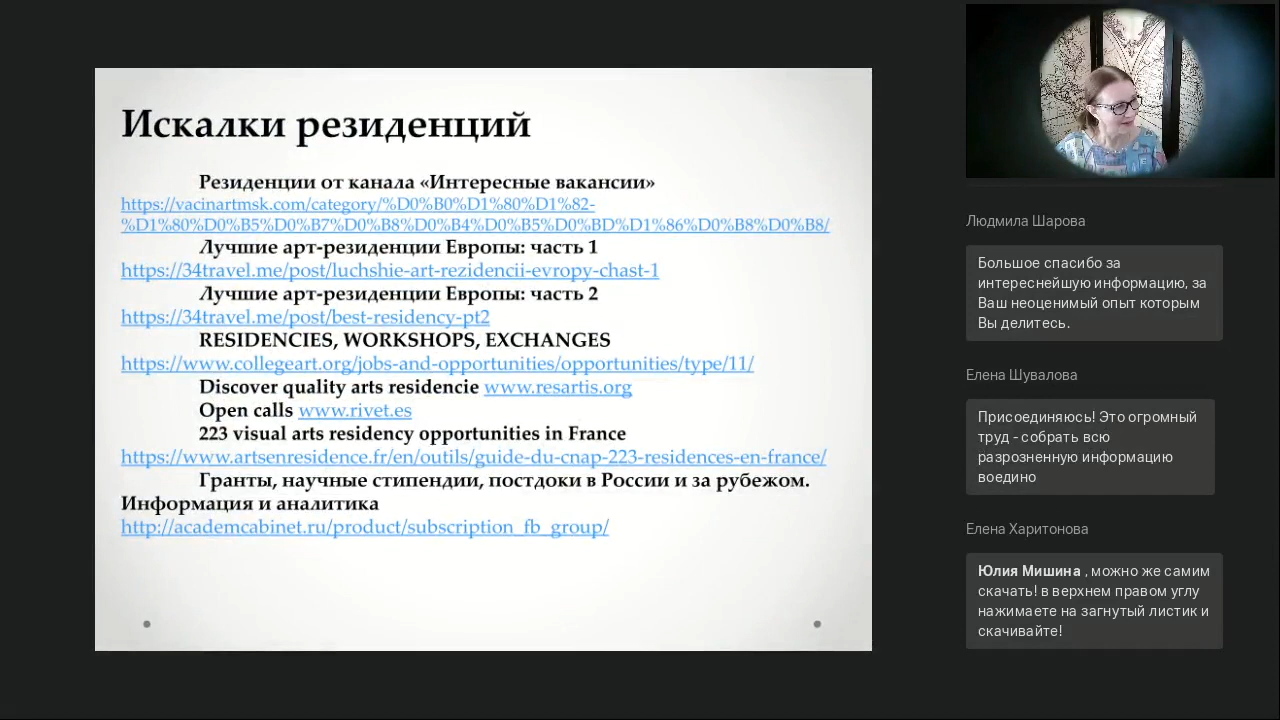 Искалки резиденций
Резиденции от канала «Интересные вакансии»
https://vacinartmsk.com/category/%D0%B0%D1%80%D1%82-
%D1%80%D0%B5%D0%B7%D0%B8%D0%B4%D0%B5%D0%BD%D1%86%D0%B8%D0%B8/
Лучшие арт-резиденции Европы: часть 1
https://34travel.me/post/luchshie-art-rezidencii-evropy-chast-1
Лучшие арт-резиденции Европы: часть 2
https://34travel.me/post/best-residency-pt2
RESIDENCIES, WORKSHOPS, EXCHANGES
https://www.collegeart.org/jobs-and-opportunities/opportunities/type/11/
Discover quality arts residencie www.resartis.org
Open calls www.rivet.es
223 visual arts residency opportunities in France
https://www.artsenresidence.fr/en/outils/guide-du-cnap-223-residences-en-france/
Гранты, научные стипендии, постдоки в России и за рубежом.
Информация и аналитика
http://academcabinet.ru/product/subscription_fb_group/
Людмила Шарова
Большое спасибо за
интереснейшую информацию, за
Ваш неоценимый опыт которым
Вы делитесь.
Елена Шувалова
Присоединяюсь! Это огромный
труд - собрать всю
разрозненную информацию
воедино
Елена Харитонова
Юлия Мишина , можно же самим
скачать! в верхнем правом углу
нажимаете на загнутый листик и
скачивайте!